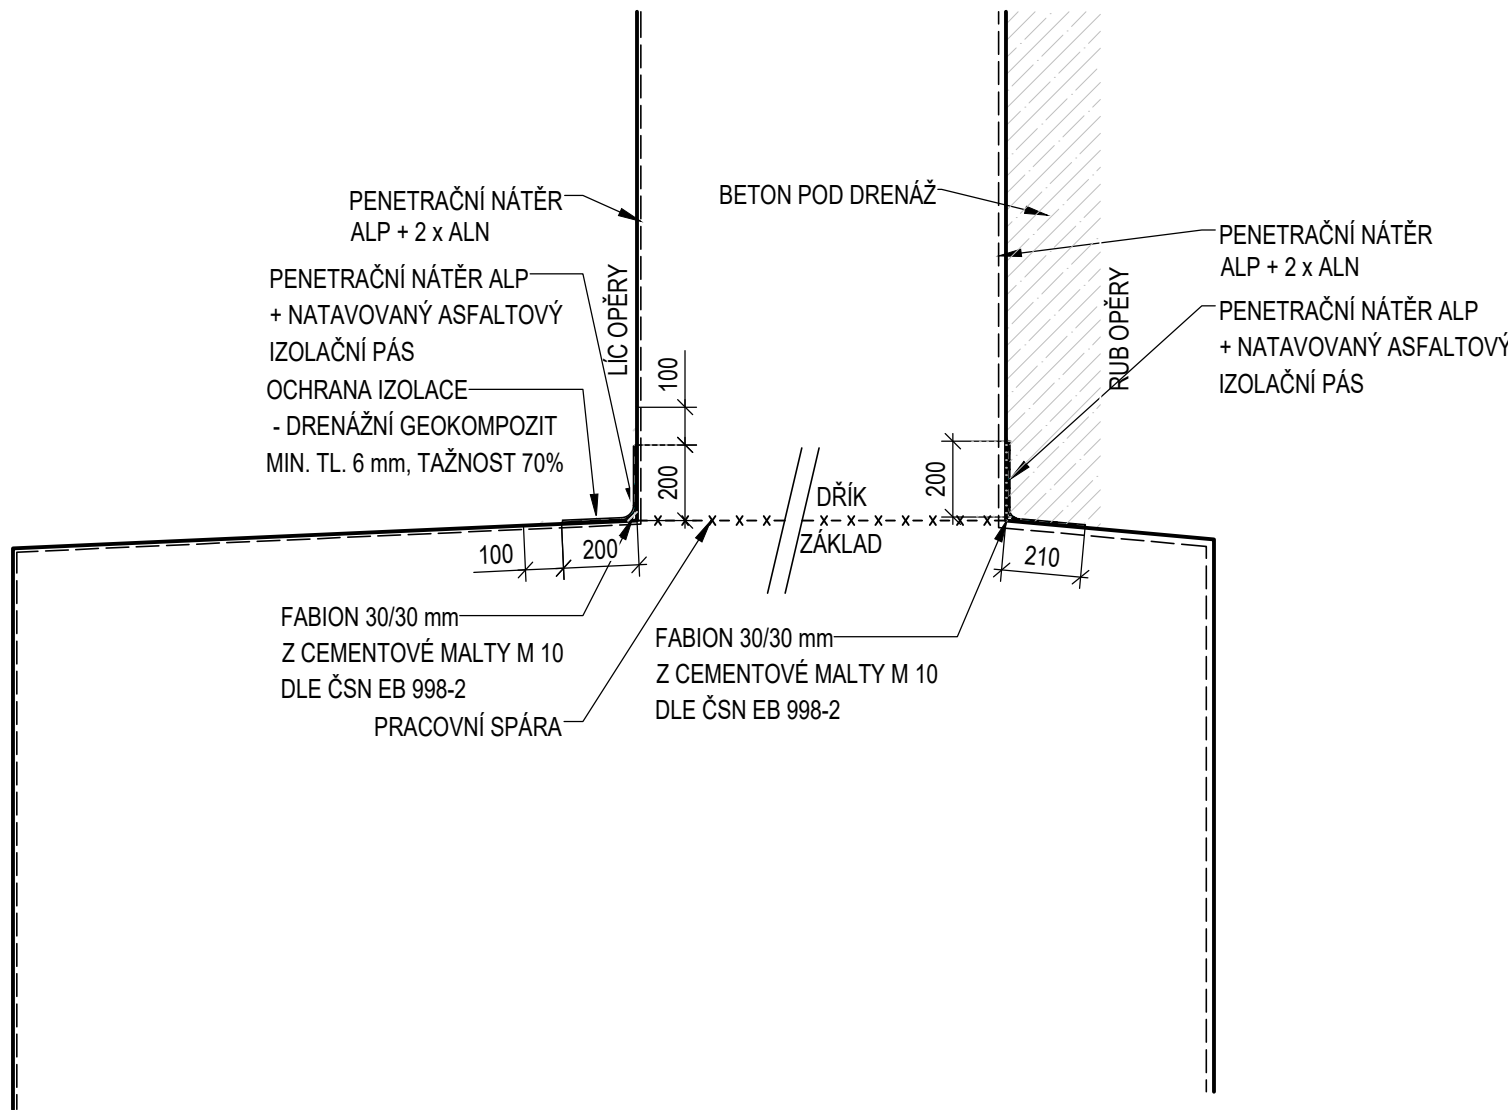 PENETRAČNÍ NÁTĚR
ALP + 2 x ALN
PENETRAČNÍ NÁTĚR ALP
+ NATAVOVANÝ ASFALTOVÝ
IZOLAČNÍ PÁS
OCHRANA IZOLACE
- DRENÁŽNÍ GEOKOMPOZIT
MIN. TL. 6 mm, TAŽNOST 70%
LÍC OPĚRY
100
200
100
200
BETON POD DRENÁŽ
DŘÍK
ZÁKLAD
200
210
RUB OPĚRY
PENETRAČNÍ NÁTĚR
ALP + 2 x ALN
PENETRAČNÍ NÁTĚR ALP
+ NATAVOVANÝ ASFALTOVÝ
IZOLAČNÍ PÁS
FABION 30/30 mm
Z CEMENTOVÉ MALTY M 10
DLE ČSN EB 998-2
PRACOVNÍ SPÁRA
FABION 30/30 mm
Z CEMENTOVÉ MALTY M 10
DLE ČSN EB 998-2